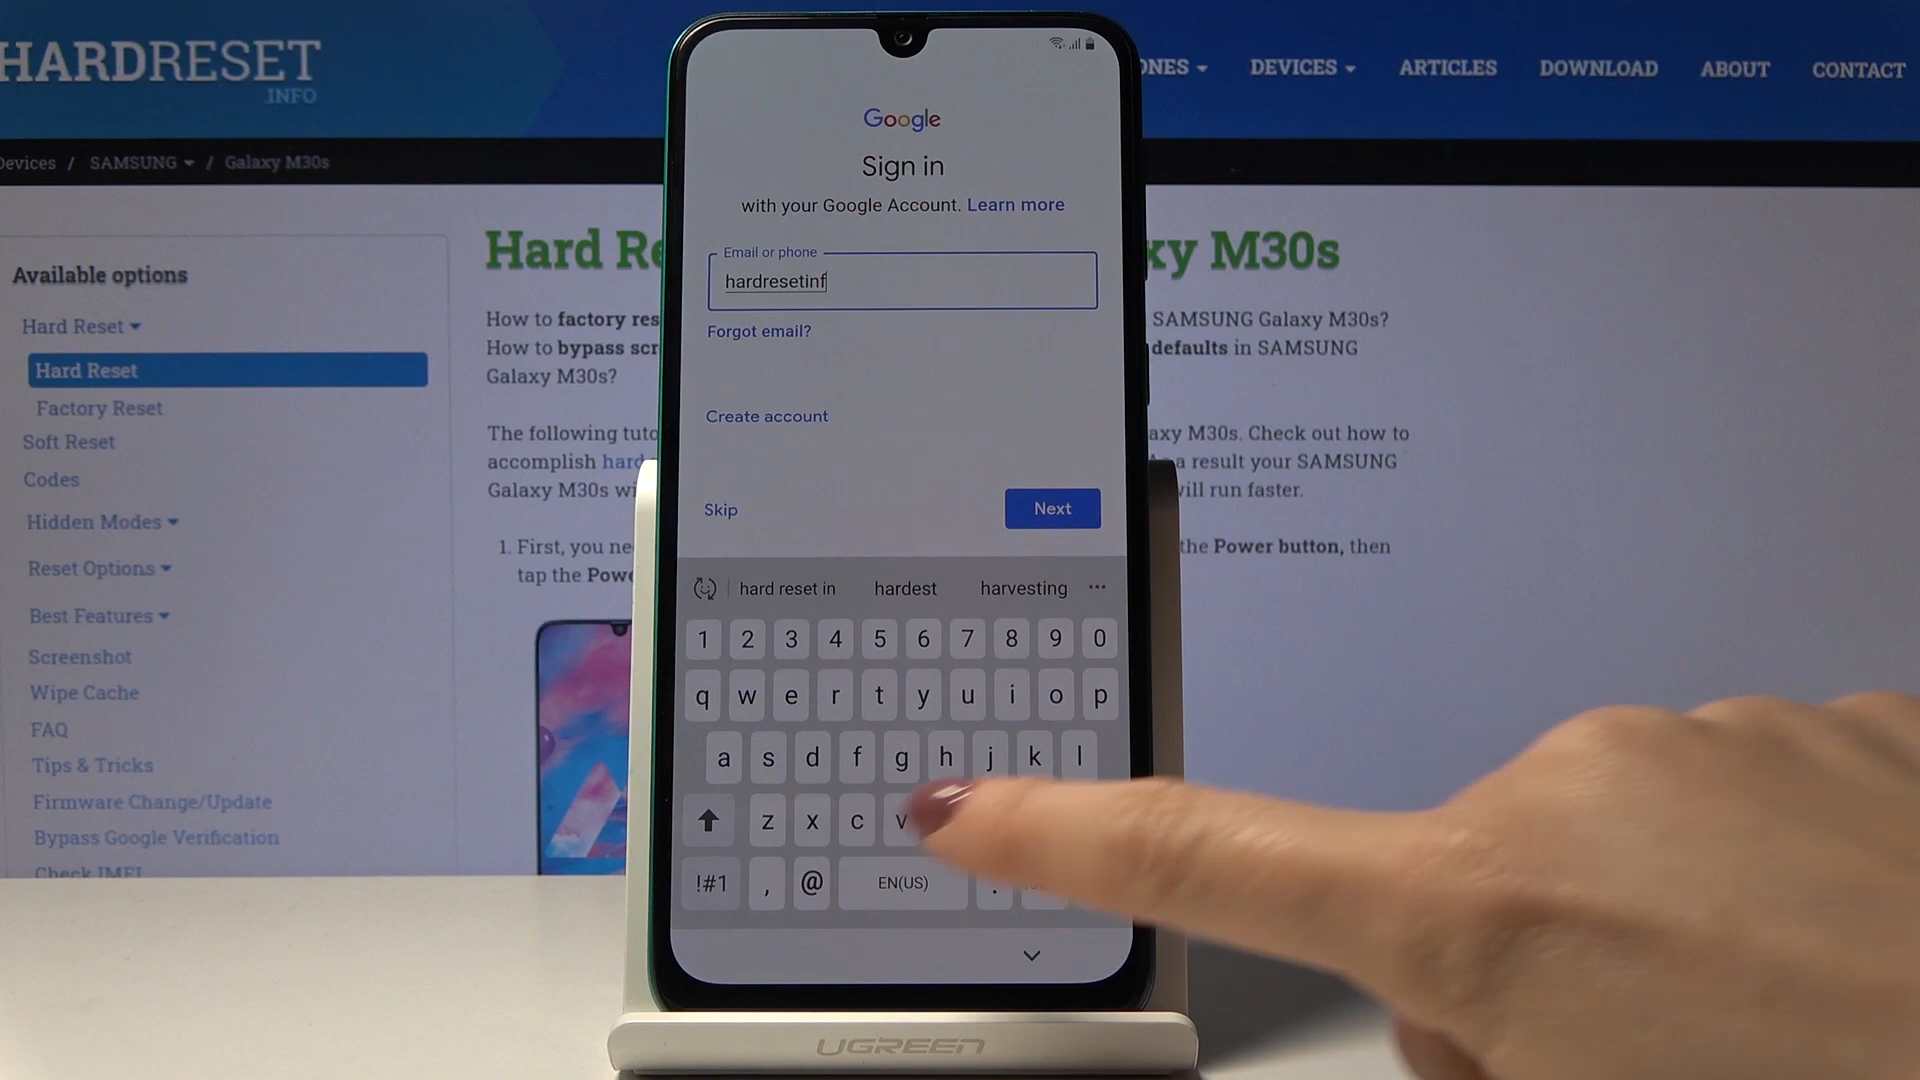 HARDRESET
.INFO
DEVICES
ARTICLES
DOWNLOAD
ABOUT
CONTACT
SAMSUNG / Galaxy M30s
Available options
Hard Reset
Hard Reset
Factory Reset
Soft Reset
Codes
Hidden Modes
Reset Options
Best Features
Screenshot
Wipe Cache
FAQ
Tips & Tricks
Firmware Change/Update
Bypass Google Verification
Check IMEI
Hard Re
xy M30s
How to factory res
SAMSUNG Galaxy M30s?
How to bypass scr
defaults in SAMSUNG
Galaxy M30s?
The following tuto
axy M30s. Check out how to
accomplish hard
a result your SAMSUNG
Galaxy M30s wi
will run faster.
1. First, you ne
the Power button, then
tap the Powe
Google
Sign in
with your Google Account. Learn more
Email or phone
hardresetinf
Forgot email?
Create account
Skip
Next
hard reset in hardest harvesting ...
1 2 3 4 5 6 7 8 9 0
q w e r t y u i o p
a s d f g h j k l
z x c v
!#1 , @ EN(US) .
UGREEN